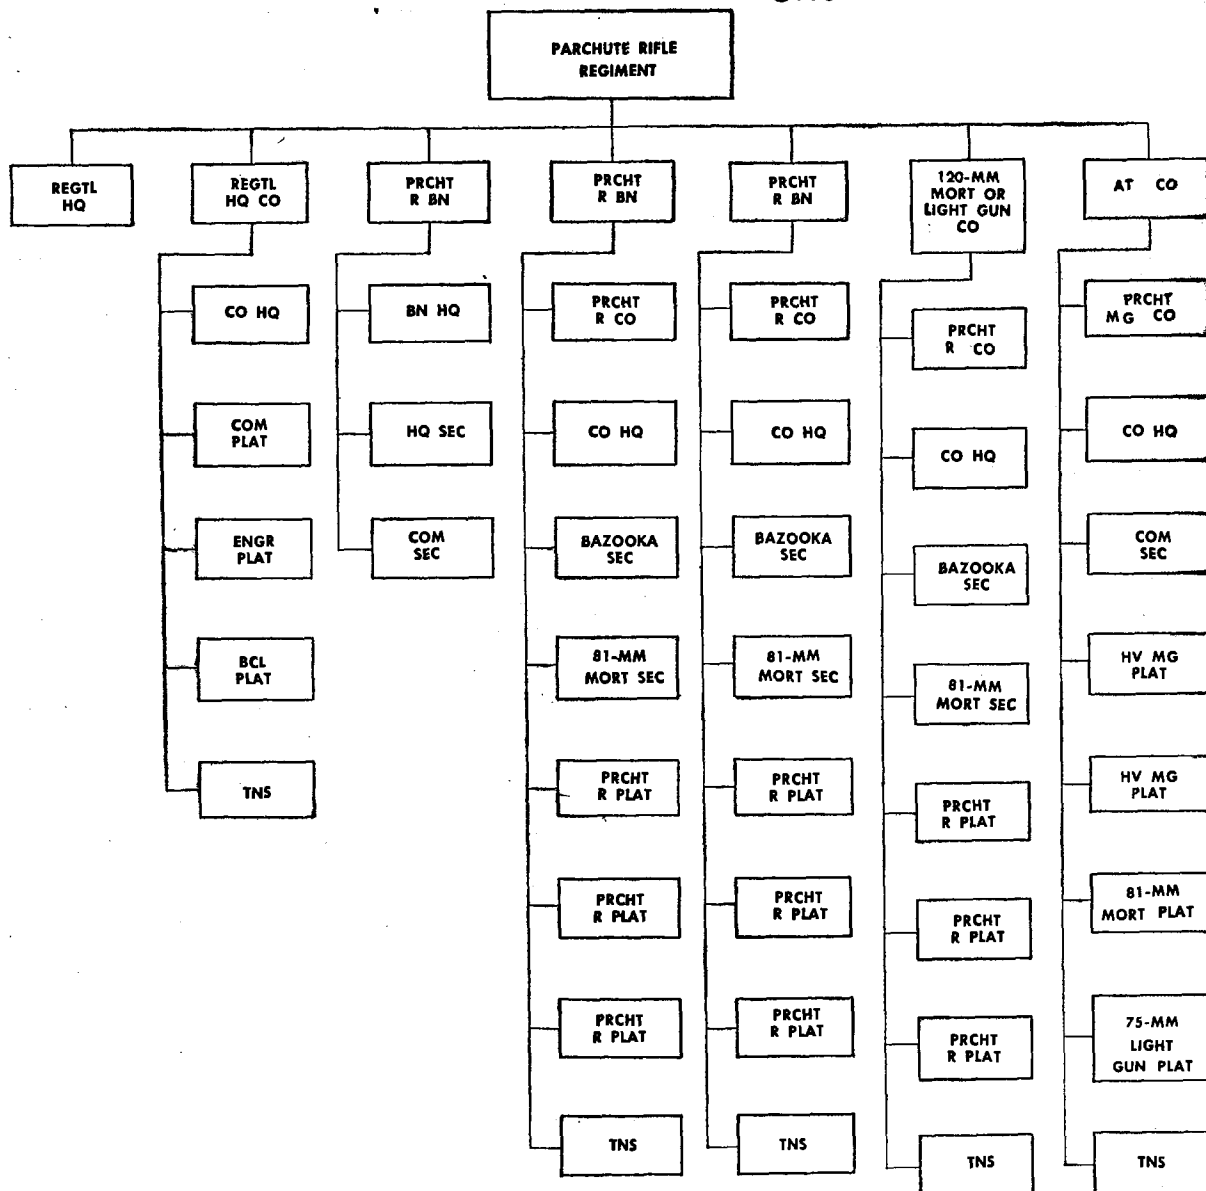 PARCHUTE RIFLE
REGIMENT
REGTL
HQ
REGTL
HQ CO
PRCHT
R BN
PRCHT
R BN
PRCHT
R BN
120-MM
MORT OR
LIGHT GUN
CO
AT CO
CO HQ
COM
PLAT
ENGR
PLAT
BCL
PLAT
TNS
BN HQ
HQ SEC
COM
SEC
PRCHT
R CO
CO HQ
BAZOOKA
SEC
81-MM
MORT SEC
PRCHT
R PLAT
PRCHT
R PLAT
PRCHT
R PLAT
TNS
PRCHT
R CO
CO HQ
BAZOOKA
SEC
81-MM
MORT SEC
PRCHT
R PLAT
PRCHT
R PLAT
PRCHT
R PLAT
TNS
PRCHT
R CO
CO HQ
BAZOOKA
SEC
81-MM
MORT SEC
PRCHT
R PLAT
PRCHT
R PLAT
PRCHT
R PLAT
TNS
PRCHT
MG CO
CO HQ
COM
SEC
HV MG
PLAT
HV MG
PLAT
81-MM
MORT PLAT
75-MM
LIGHT
GUN PLAT
TNS